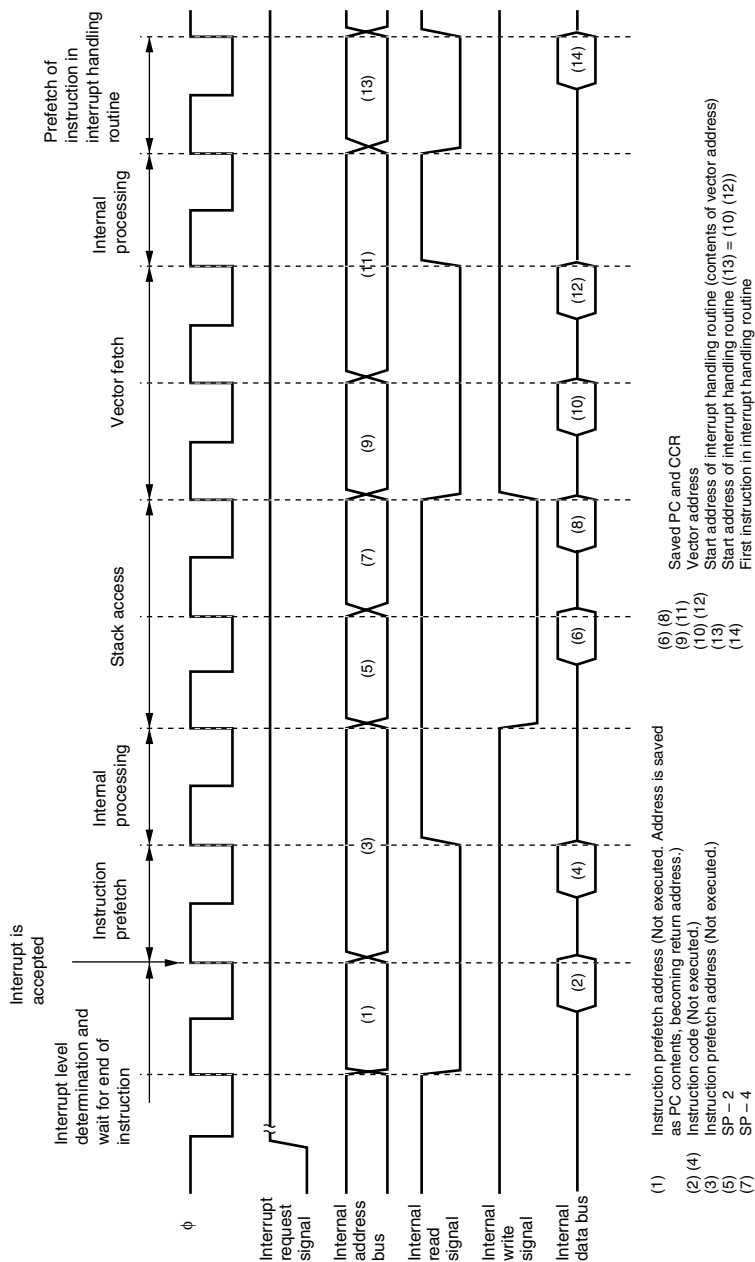 Interrupt is
accepted
Interrupt level
determination and
wait for end of
instruction
Instruction
prefetch
Internal
processing
Stack access
Vector fetch
Internal
processing
Prefetch of
instruction in
interrupt handling
routine
φ
Interrupt
request
signal
Internal
address
bus
(1)
(3)
(5)
(7)
(9)
(11)
(13)
Internal
read
signal
Internal
write
signal
Internal
data bus
(2)
(4)
(6)
(8)
(10)
(12)
(14)
(1) Instruction prefetch address (Not executed. Address is saved
as PC contents, becoming return address.)
(2) (4) Instruction code (Not executed.)
(3) Instruction prefetch address (Not executed.)
(5) SP – 2
(7) SP – 4
(6) (8) Saved PC and CCR
(9) (11) Vector address
(10) (12) Start address of interrupt handling routine (contents of vector address)
(13) Start address of interrupt handling routine ((13) = (10) (12))
(14) First instruction in interrupt handling routine